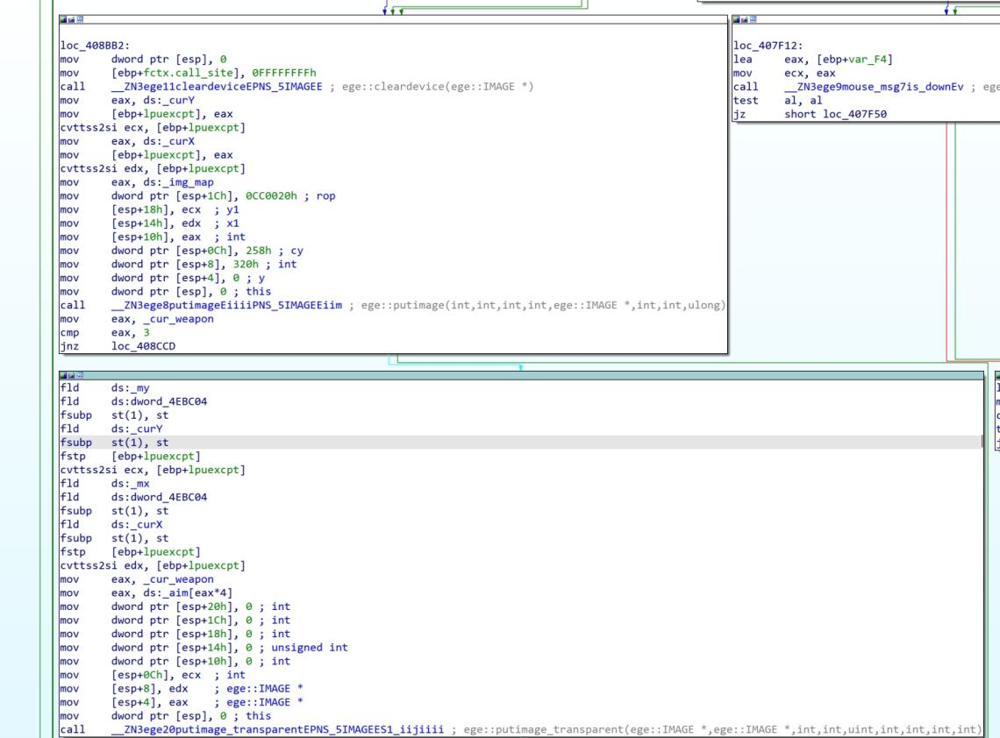 loc_408BB2:
mov     dword ptr [esp], 0
mov     [ebp+fctx.call_site], 0FFFFFFFFh
call    __ZN3ege11cleardeviceEPNS_5IMAGEE ; ege::cleardevice(ege::IMAGE *)
mov     eax, ds:_curY
mov     [ebp+lpuexcpt], eax
cvttss2si ecx, [ebp+lpuexcpt]
mov     eax, ds:_curX
mov     [ebp+lpuexcpt], eax
cvttss2si edx, [ebp+lpuexcpt]
mov     eax, ds:_img_map
mov     dword ptr [esp+1Ch], 0CC0020h ; rop
mov     [esp+18h], ecx  ; y1
mov     [esp+14h], edx  ; x1
mov     [esp+10h], eax  ; int
mov     dword ptr [esp+0Ch], 258h ; cy
mov     dword ptr [esp+8], 320h ; int
mov     dword ptr [esp+4], 0 ; y
mov     dword ptr [esp], 0 ; this
call    __ZN3ege8putimageEiiiiPNS_5IMAGEEiim ; ege::putimage(int,int,int,int,ege::IMAGE *,int,int,ulong)
mov     eax, _cur_weapon
cmp     eax, 3
jnz     loc_408CCD
loc_407F12:
lea     eax, [ebp+var_F4]
mov     ecx, eax
call    __ZN3ege9mouse_msg7is_downEv ; ege
test    al, al
jz      short loc_407F50
fld     ds:_my
fld     ds:dword_4EBC04
fsubp   st(1), st
fld     ds:_curY
fsubp   st(1), st
fstp    [ebp+lpuexcpt]
cvttss2si ecx, [ebp+lpuexcpt]
fld     ds:_mx
fld     ds:dword_4EBC04
fsubp   st(1), st
fld     ds:_curX
fsubp   st(1), st
fstp    [ebp+lpuexcpt]
cvttss2si edx, [ebp+lpuexcpt]
mov     eax, _cur_weapon
mov     eax, ds:_aim[eax*4]
mov     dword ptr [esp+20h], 0 ; int
mov     dword ptr [esp+1Ch], 0 ; int
mov     dword ptr [esp+18h], 0 ; int
mov     dword ptr [esp+14h], 0 ; unsigned int
mov     dword ptr [esp+10h], 0 ; int
mov     [esp+0Ch], ecx  ; int
mov     [esp+8], edx    ; ege::IMAGE *
mov     [esp+4], eax    ; ege::IMAGE *
mov     dword ptr [esp], 0 ; this
call    __ZN3ege20putimage_transparentEPNS_5IMAGEES1_iijiiii ; ege::putimage_transparent(ege::IMAGE *,ege::IMAGE *,int,int,uint,int,int,int,int)